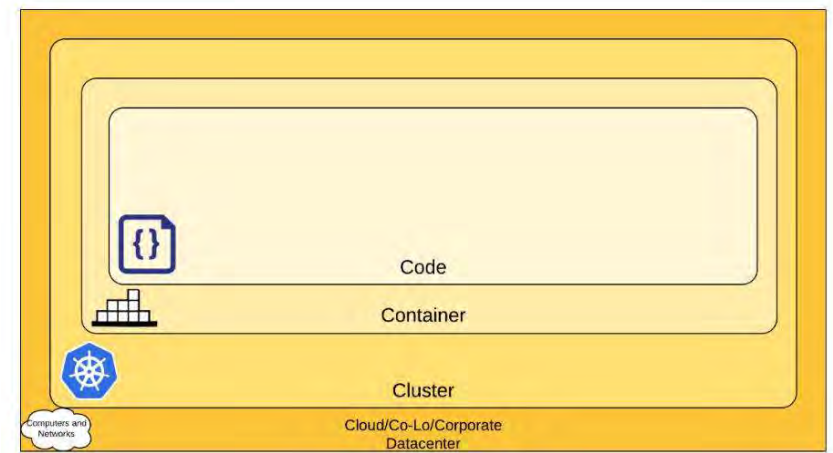 {}
Code
Container
Cluster
Computers and
Networks
Cloud/Co-Lo/Corporate
Datacenter